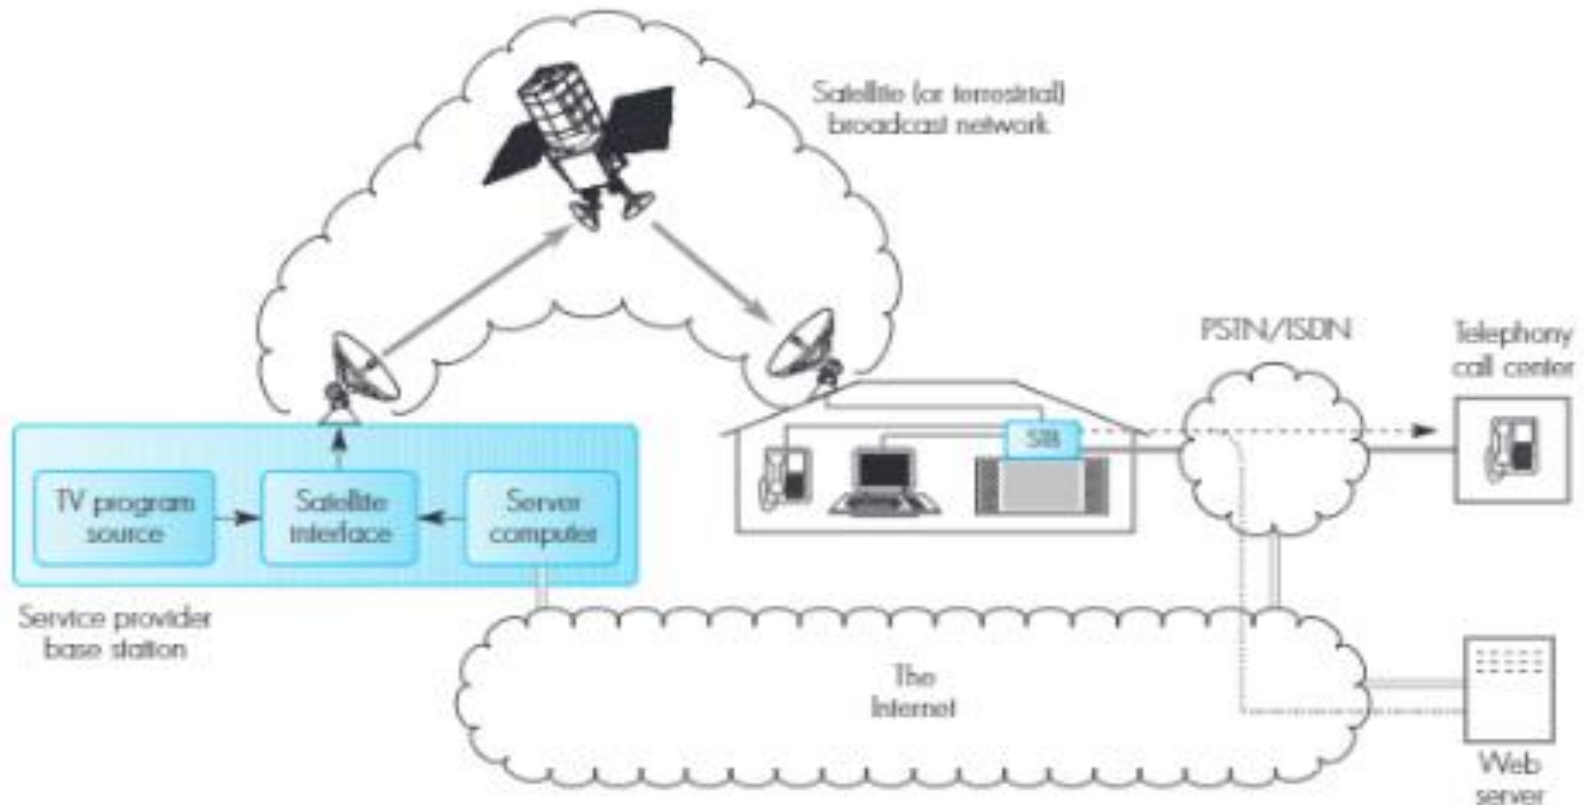 Satellite (or terrestrial)
broadcast network
PSTN/ISDN
Telephony
call center
STB
TV program
source
Satellite
interface
Server
computer
Service provider
base station
The
Internet
Web
server